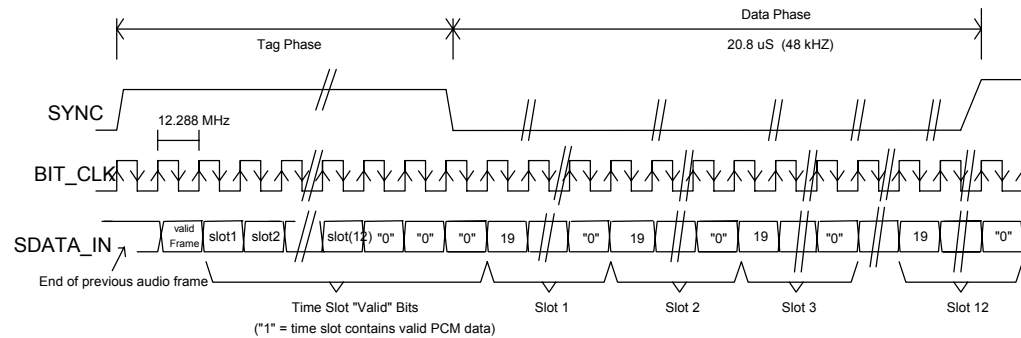 Data Phase
Tag Phase
20.8 uS (48 kHZ)
SYNC
12.288 MHz
BIT_CLK
SDATA_IN
valid Frame
slot1
slot2
slot(12)
"0"
"0"
"0"
19
"0"
19
"0"
19
"0"
19
"0"
End of previous audio frame
Time Slot "Valid" Bits
("1" = time slot contains valid PCM data)
Slot 1
Slot 2
Slot 3
Slot 12